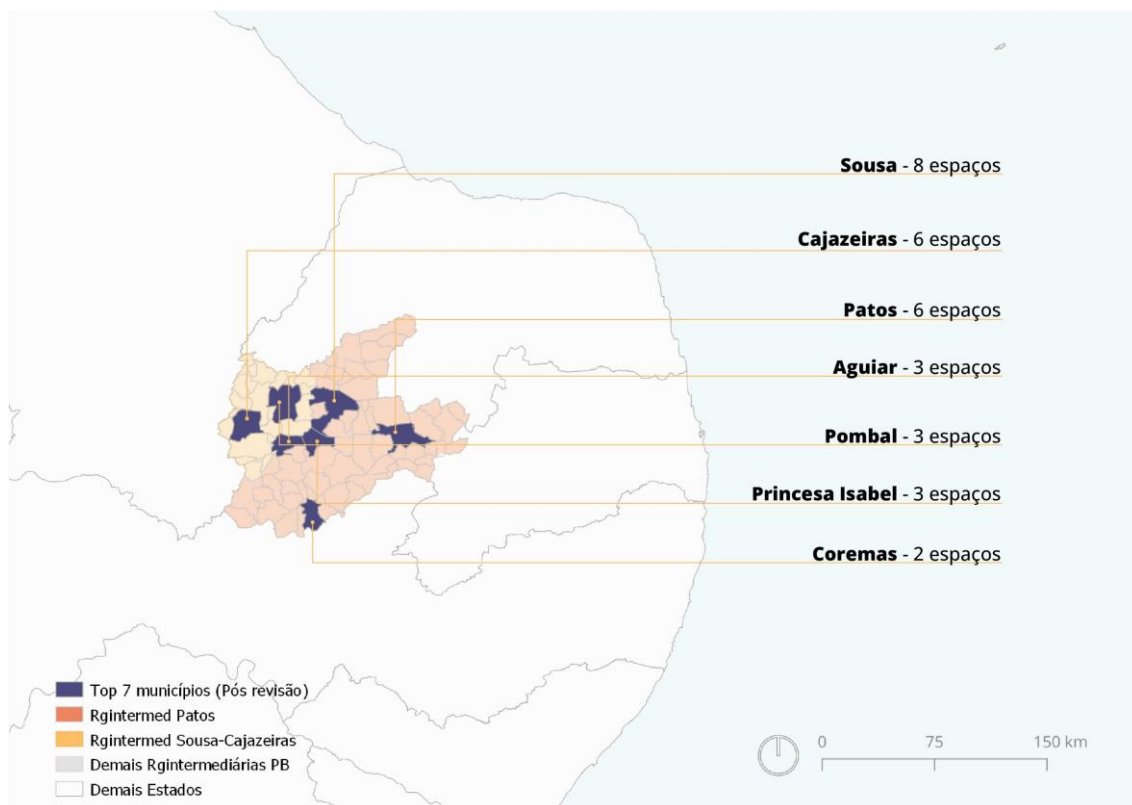 Sousa - 8 espaços
Cajazeiras - 6 espaços
Patos - 6 espaços
Aguiar - 3 espaços
Pombal - 3 espaços
Princesa Isabel - 3 espaços
Coremas - 2 espaços
Top 7 municípios (Pós revisão)
Rgintermed Patos
Rgintermed Sousa-Cajazeiras
Demais Rgintermediárias PB
Demais Estados
0 75 150 km